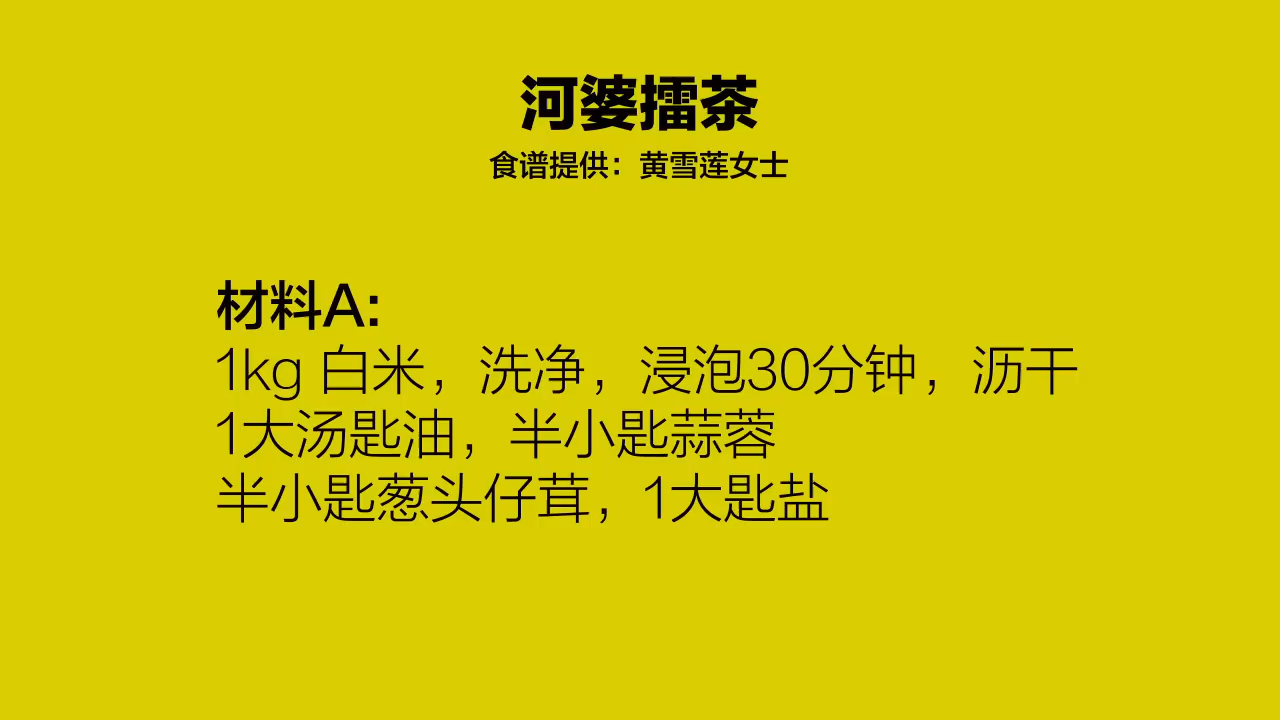 河婆擂茶
食谱提供：黄雪莲女士
材料A:
1kg 白米，洗净，浸泡30分钟，沥干
1大汤匙油，半小匙蒜蓉
半小匙葱头仔茸，1大匙盐